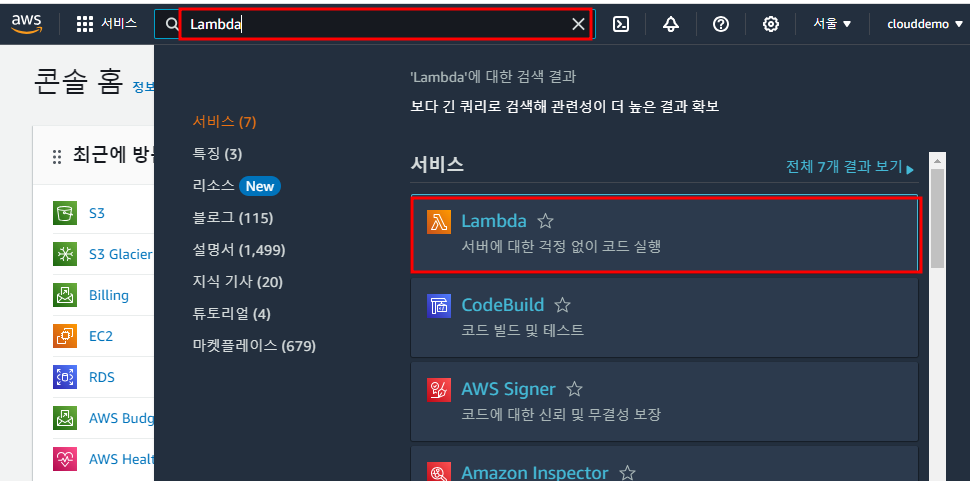 aws
서비스
Lambda
서울
clouddemo
콘솔 홈
정보
최근에 방
S3
S3 Glacier
Billing
EC2
RDS
AWS Budg
AWS Healt
'Lambda'에 대한 검색 결과
보다 긴 쿼리로 검색해 관련성이 더 높은 결과 확보
서비스 (7)
특징 (3)
리소스 New
블로그 (115)
설명서 (1,499)
지식 기사 (20)
튜토리얼 (4)
마켓플레이스 (679)
서비스
전체 7개 결과 보기
Lambda
서버에 대한 걱정 없이 코드 실행
CodeBuild
코드 빌드 및 테스트
AWS Signer
코드에 대한 신뢰 및 무결성 보장
Amazon Inspector